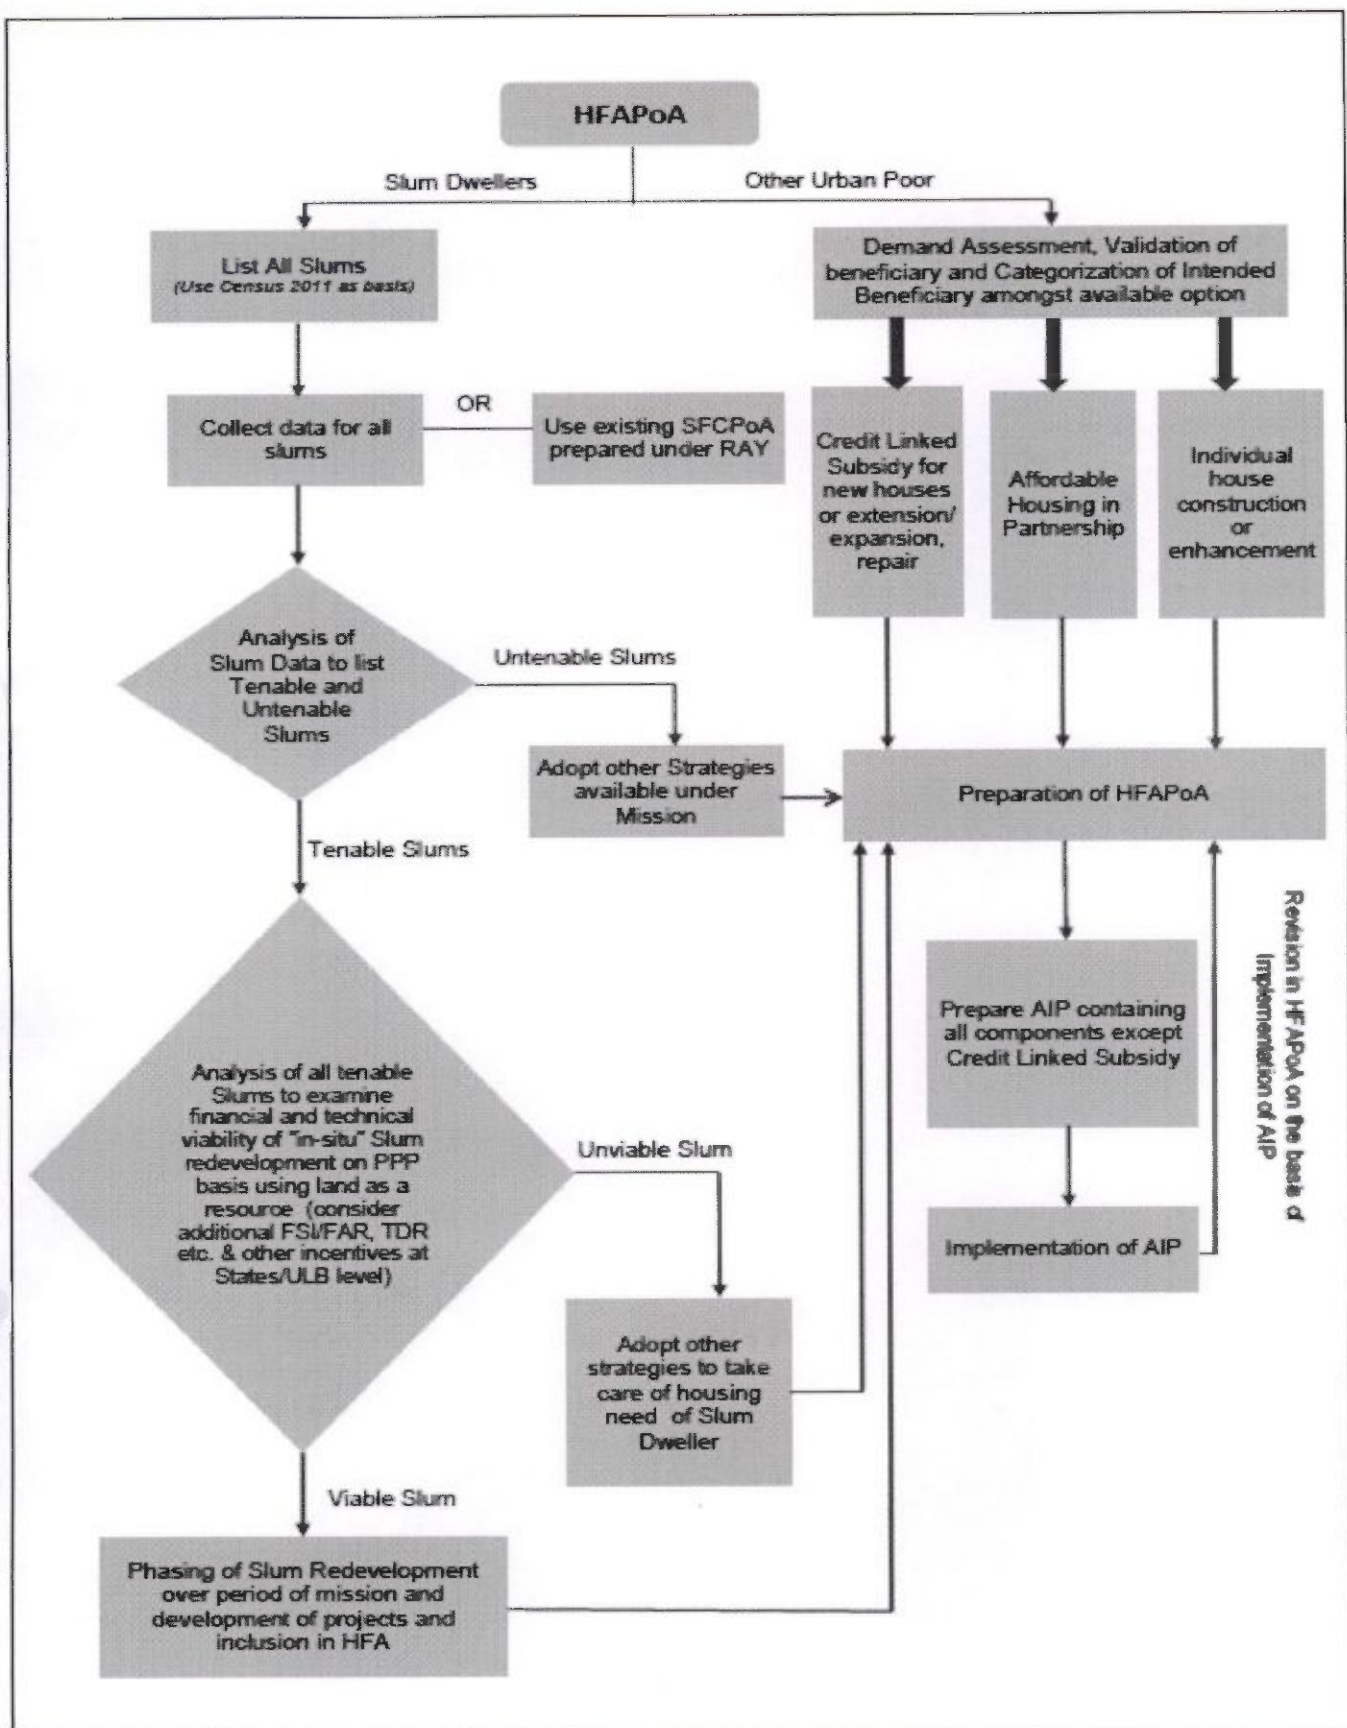 HFAPoA
Slum Dwellers
Other Urban Poor
List All Slums
(Use Census 2011 as basis)
Demand Assessment, Validation of
beneficiary and Categorization of Intended
Beneficiary amongst available option
Collect data for all
slums
OR
Use existing SFCPoA
prepared under RAY
Credit Linked
Subsidy for
new houses
or extension/
expansion,
repair
Affordable
Housing in
Partnership
Individual
house
construction
or
enhancement
Analysis of
Slum Data to list
Tenable and
Untenable
Slums
Untenable Slums
Adopt other Strategies
available under
Mission
Preparation of HFAPoA
Tenable Slums
Prepare AIP containing
all components except
Credit Linked Subsidy
Revision in HFAPoA on the basis of
Implementation of AIP
Analysis of all tenable
Slums to examine
financial and technical
viability of "in-situ" Slum
redevelopment on PPP
basis using land as a
resource (consider
additional FSI/FAR, TDR
etc. & other incentives at
States/ULB level)
Unviable Slum
Implementation of AIP
Adopt other
strategies to take
care of housing
need of Slum
Dweller
Viable Slum
Phasing of Slum Redevelopment
over period of mission and
development of projects and
inclusion in HFA